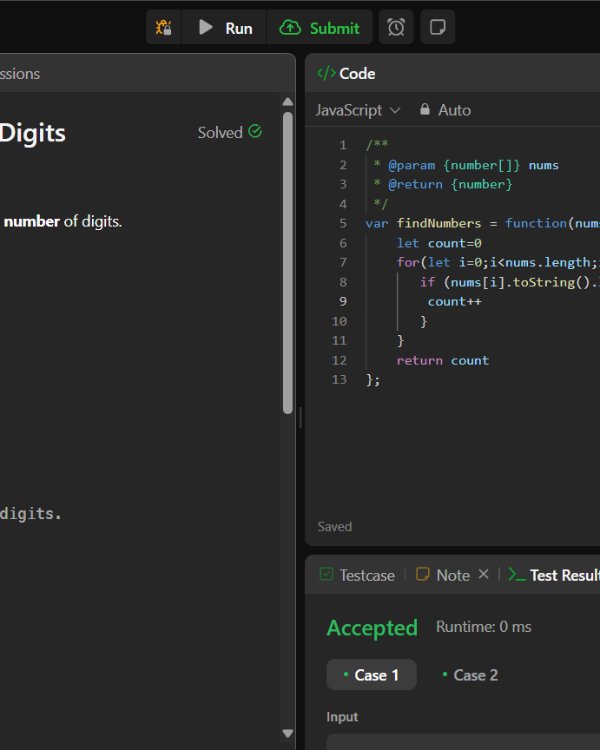 Run Submit
ssions
Digits
Solved
number of digits.
digits.
</> Code
JavaScript Auto
1 /**
2 * @param {number[]} nums
3 * @return {number}
4 */
5 var findNumbers = function(nums
6 let count=0
7 for(let i=0;i<nums.length;
8 if (nums[i].toString().
9 count++
10 }
11 }
12 return count
13 };
Saved
Testcase Note × >_ Test Result
Accepted Runtime: 0 ms
• Case 1 • Case 2
Input